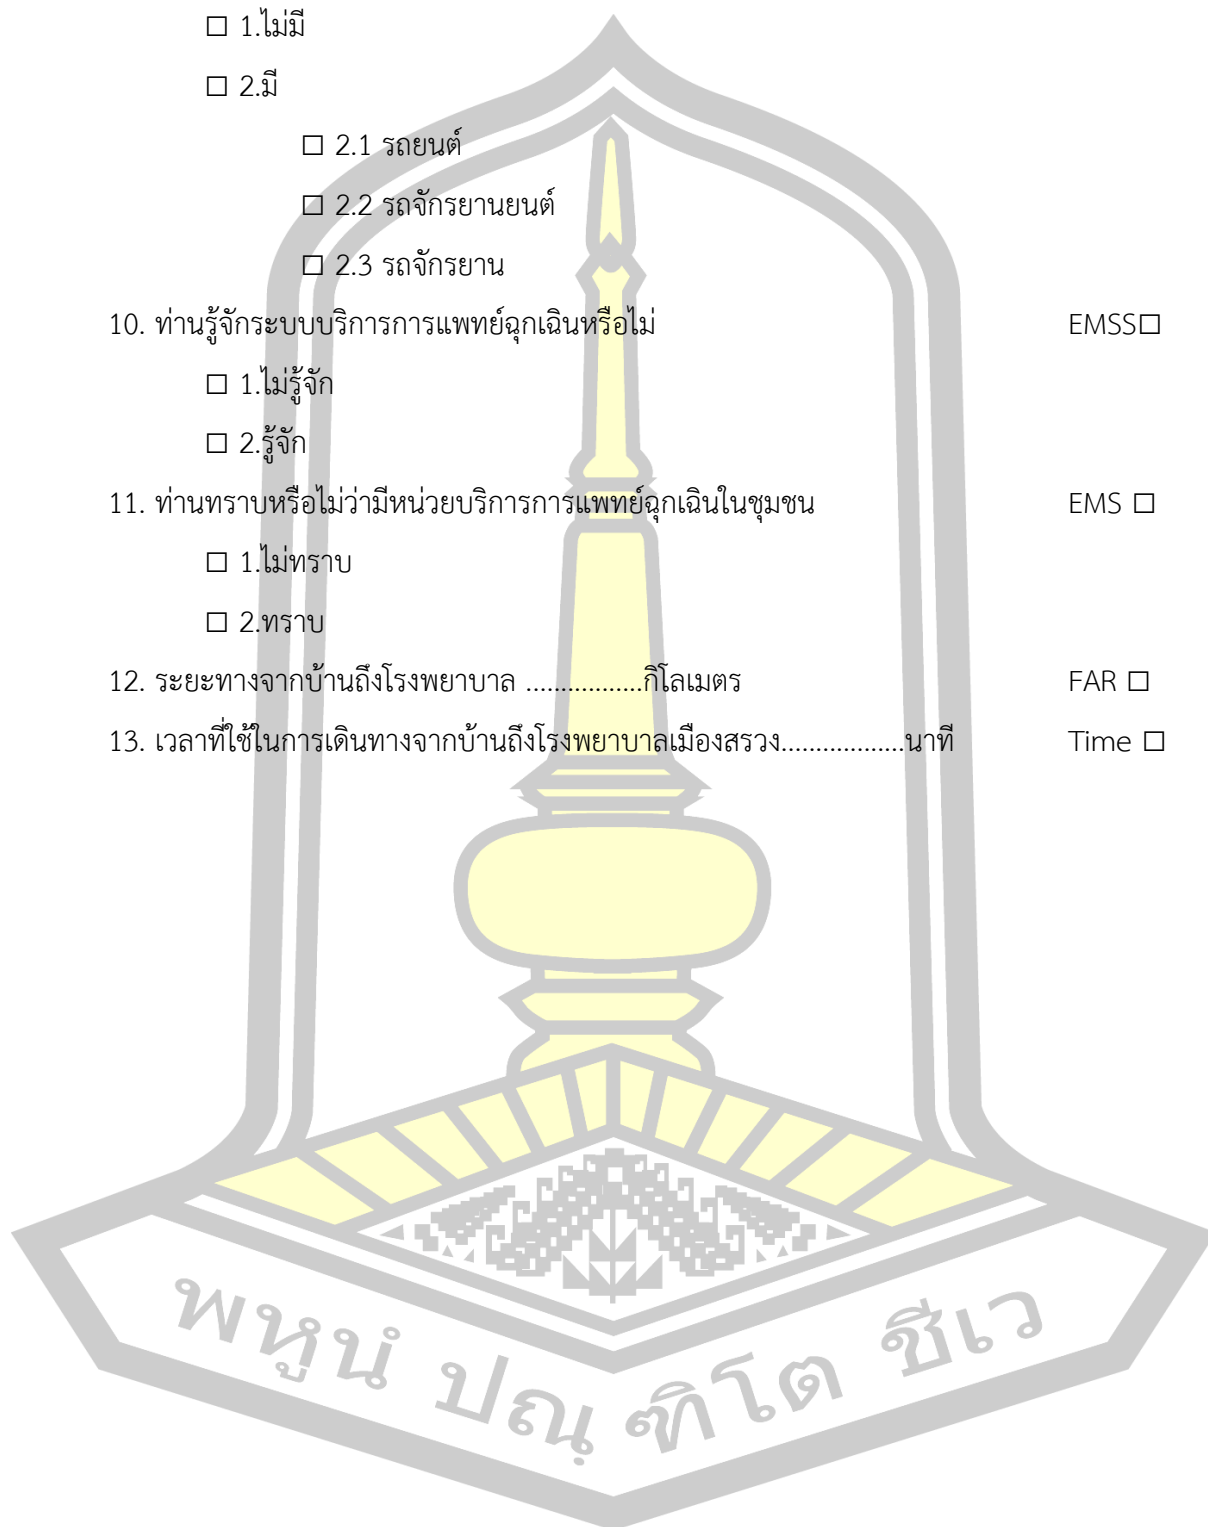 ☐ 1.ไม่มี
☐ 2.มี
☐ 2.1 รถยนต์
☐ 2.2 รถจักรยานยนต์
☐ 2.3 รถจักรยาน
10. ท่านรู้จักระบบบริการการแพทย์ฉุกเฉินหรือไม่ EMSS☐
☐ 1.ไม่รู้จัก
☐ 2.รู้จัก
11. ท่านทราบหรือไม่ว่ามีหน่วยบริการการแพทย์ฉุกเฉินในชุมชน EMS ☐
☐ 1.ไม่ทราบ
☐ 2.ทราบ
12. ระยะทางจากบ้านถึงโรงพยาบาล .................กิโลเมตร FAR ☐
13. เวลาที่ใช้ในการเดินทางจากบ้านถึงโรงพยาบาลเมืองสรวง..................นาที Time ☐
พหูนํ ปณฺฑิโต ชีเว